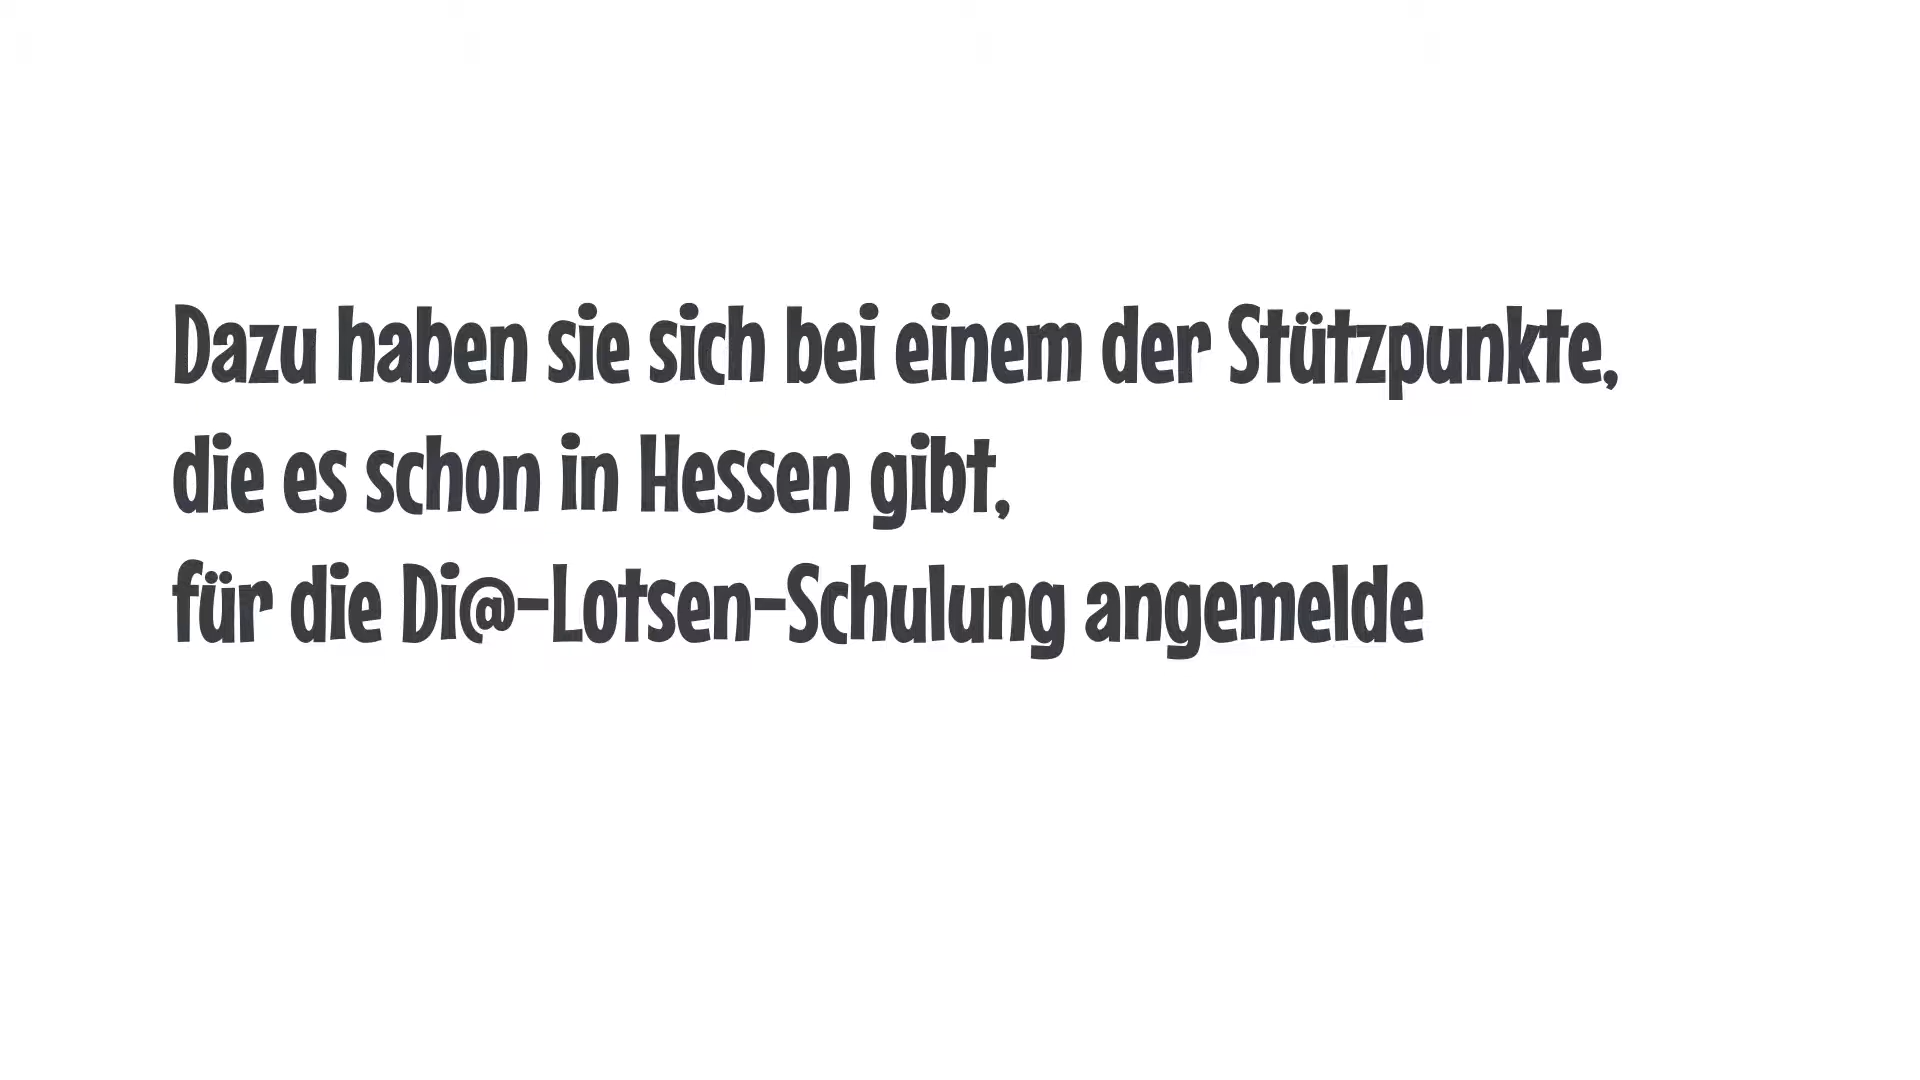 Dazu haben sie sich bei einem der Stützpunkte,
die es schon in Hessen gibt,
für die Di@-Lotsen-Schulung angemelde